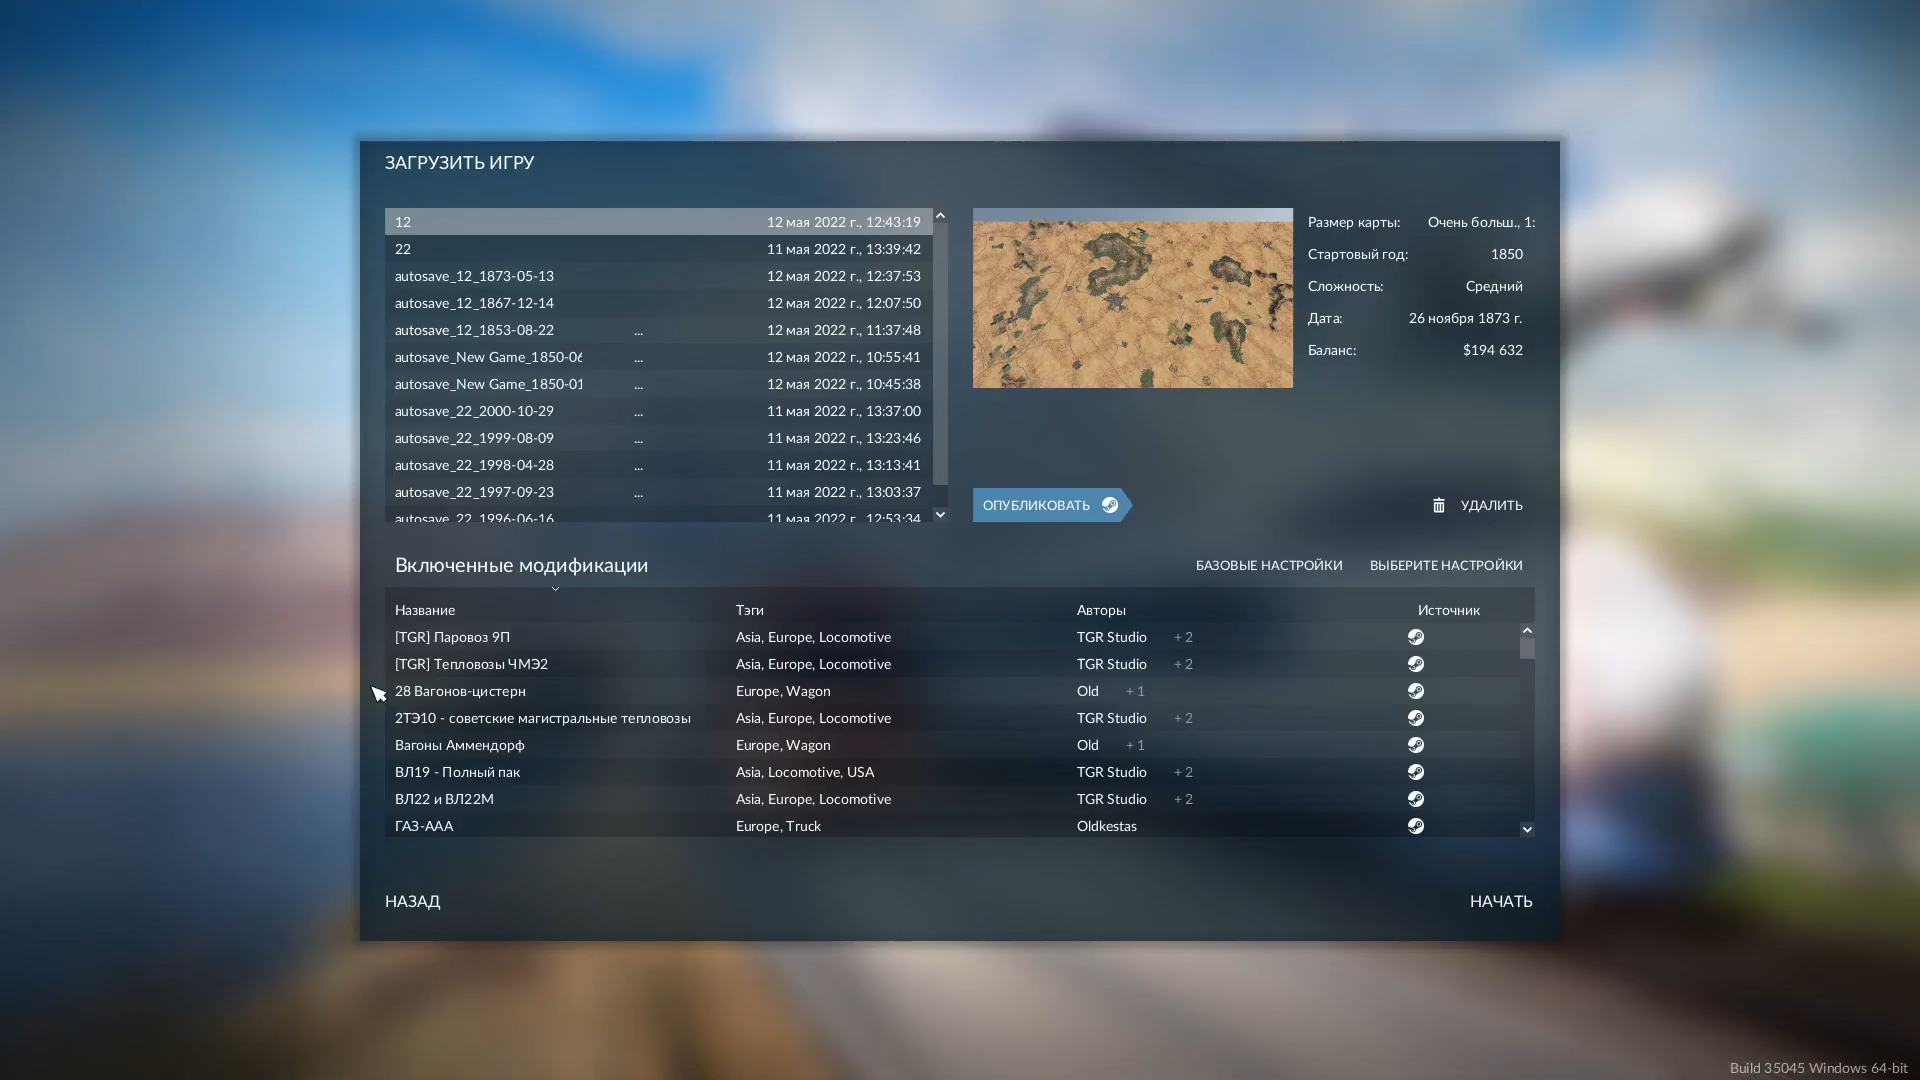 ЗАГРУЗИТЬ ИГРУ
12 12 мая 2022 г., 12:43:19
22 11 мая 2022 г., 13:39:42
autosave_12_1873-05-13 12 мая 2022 г., 12:37:53
autosave_12_1867-12-14 12 мая 2022 г., 12:07:50
autosave_12_1853-08-22 ... 12 мая 2022 г., 11:37:48
autosave_New Game_1850-06 ... 12 мая 2022 г., 10:55:41
autosave_New Game_1850-01 ... 12 мая 2022 г., 10:45:38
autosave_22_2000-10-29 ... 11 мая 2022 г., 13:37:00
autosave_22_1999-08-09 ... 11 мая 2022 г., 13:23:46
autosave_22_1998-04-28 ... 11 мая 2022 г., 13:13:41
autosave_22_1997-09-23 ... 11 мая 2022 г., 13:03:37
autosave_22_1996-06-16 11 мая 2022 г., 12:53:34
Размер карты: Очень больш., 1:
Стартовый год: 1850
Сложность: Средний
Дата: 26 ноября 1873 г.
Баланс: $194 632
ОПУБЛИКОВАТЬ УДАЛИТЬ
Включенные модификации БАЗОВЫЕ НАСТРОЙКИ ВЫБЕРИТЕ НАСТРОЙКИ
Название Тэги Авторы Источник
[TGR] Паровоз 9П Asia, Europe, Locomotive TGR Studio + 2
[TGR] Тепловозы ЧМЭ2 Asia, Europe, Locomotive TGR Studio + 2
28 Вагонов-цистерн Europe, Wagon Old + 1
2ТЭ10 - советские магистральные тепловозы Asia, Europe, Locomotive TGR Studio + 2
Вагоны Аммендорф Europe, Wagon Old + 1
ВЛ19 - Полный пак Asia, Locomotive, USA TGR Studio + 2
ВЛ22 и ВЛ22М Asia, Europe, Locomotive TGR Studio + 2
ГАЗ-ААА Europe, Truck Oldkestas
НАЗАД НАЧАТЬ
Build 35045 Windows 64-bit